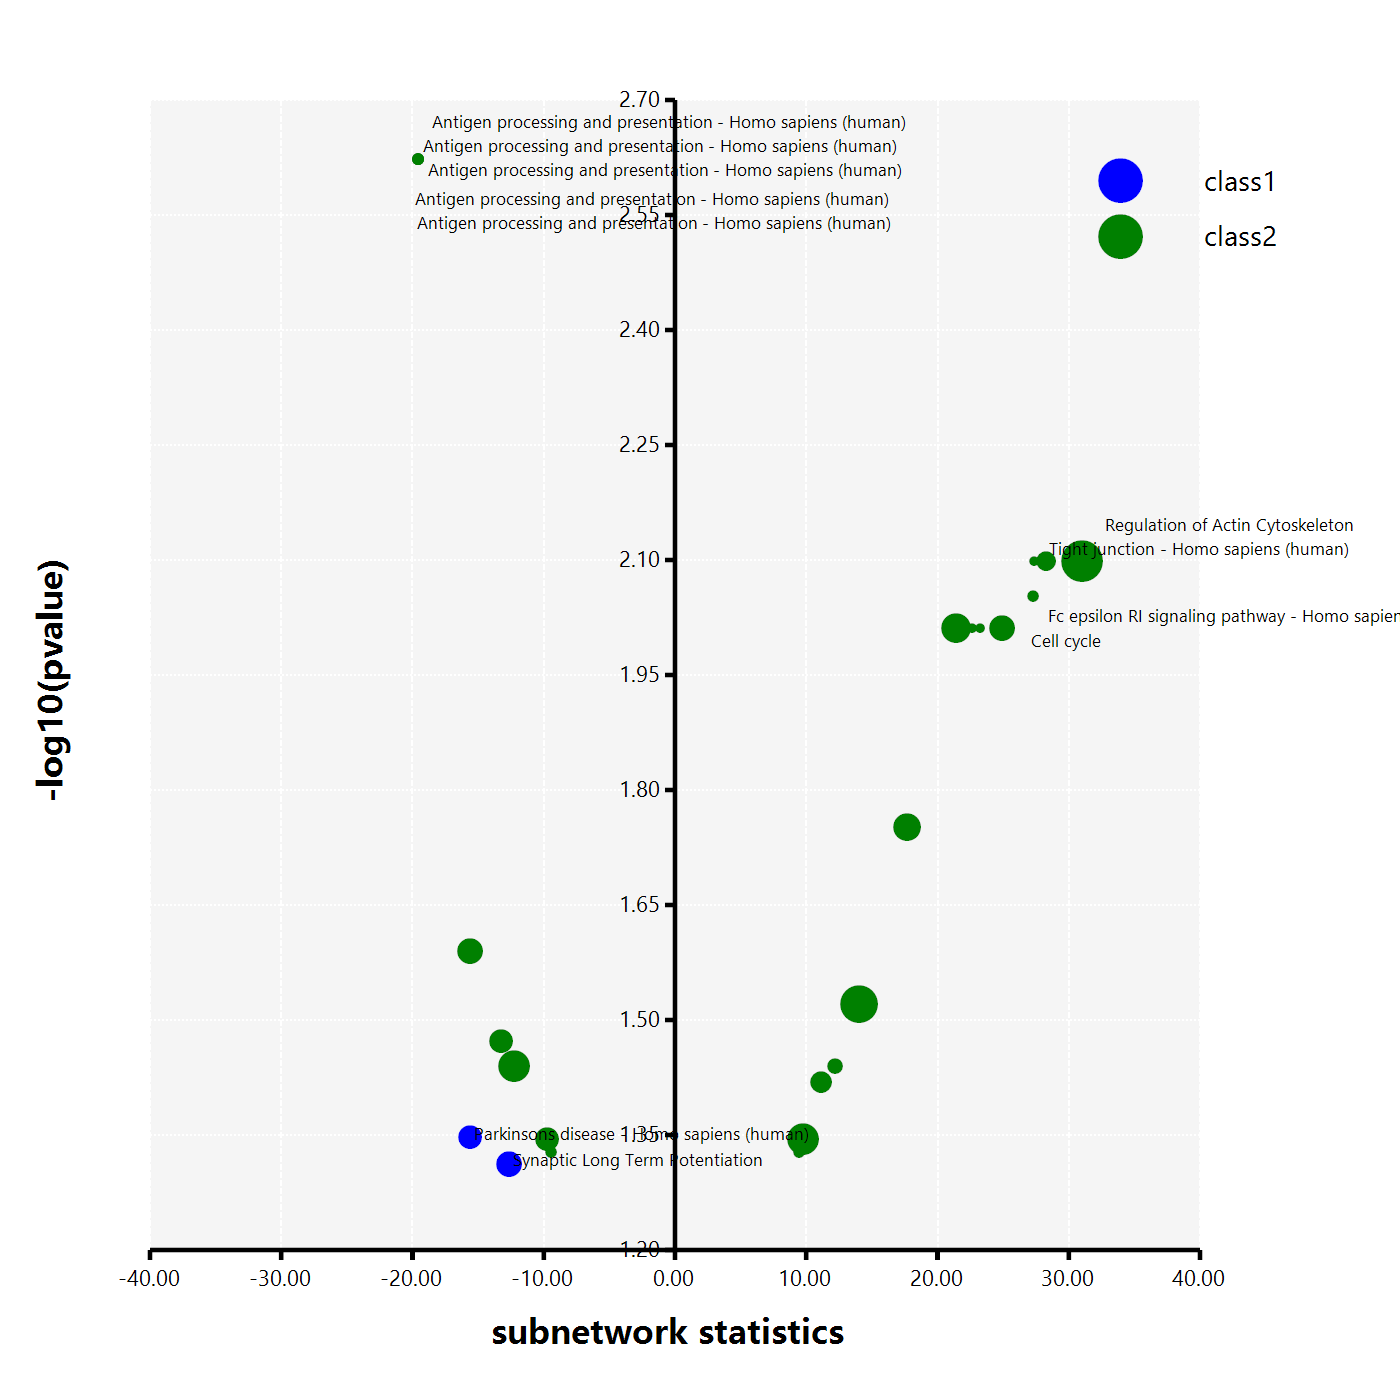 2.70
Antigen processing and presentation - Homo sapiens (human)
Antigen processing and presentation - Homo sapiens (human)
Antigen processing and presentation - Homo sapiens (human)
class1
Antigen processing and presentation - Homo sapiens (human)
2.55
Antigen processing and presentation - Homo sapiens (human)
class2
2.40
2.25
Regulation of Actin Cytoskeleton
Tight junction - Homo sapiens (human)
2.10
Fc epsilon RI signaling pathway - Homo sapien
Cell cycle
1.95
-log10(pvalue)
1.80
1.65
1.50
Parkinsons disease - Homo sapiens (human)
1.35
Synaptic Long Term Potentiation
1.20
-40.00 -30.00 -20.00 -10.00 0.00 10.00 20.00 30.00 40.00
subnetwork statistics